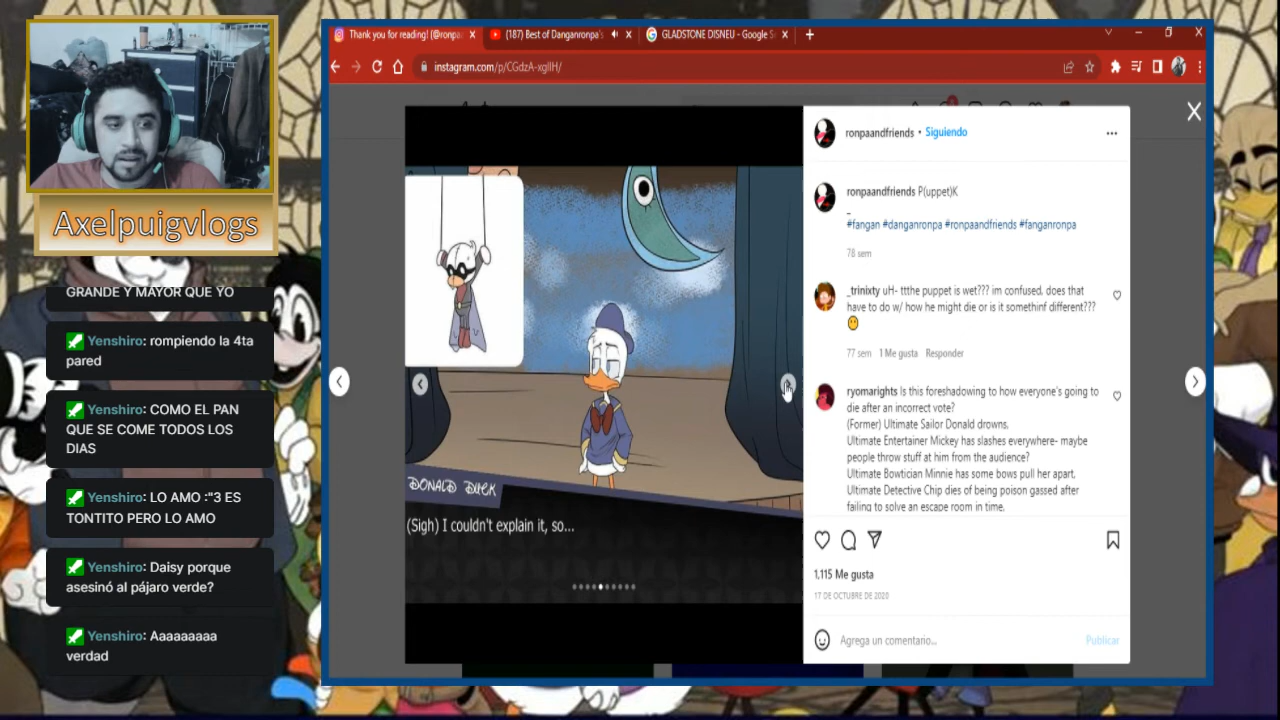 Axelpuigvlogs
GRANDE Y MAYOR QUE YO
Yenshiro: rompiendo la 4ta
pared
Yenshiro: COMO EL PAN
QUE SE COME TODOS LOS
DIAS
Yenshiro: LO AMO :"3 ES
TONTITO PERO LO AMO
Yenshiro: Daisy porque
asesinó al pájaro verde?
Yenshiro: Aaaaaaaaa
verdad
Thank you for reading! (@ronpa
(187) Best of Danganronpa's
GLADSTONE DISNEU - Google S
instagram.com/p/CGdzA-xgIlH/
DONALD DUCK
(Sigh) I couldn't explain it, so...
ronpaandfriends • Siguiendo
ronpaandfriends P(uppet)K
_
#fangan #danganronpa #ronpaandfriends #fanganronpa
78 sem
_trinixty uH- ttthe puppet is wet??? im confused, does that
have to do w/ how he might die or is it somethinf different???
77 sem 1 Me gusta Responder
ryomarights Is this foreshadowing to how everyone's going to
die after an incorrect vote?
(Former) Ultimate Sailor Donald drowns,
Ultimate Entertainer Mickey has slashes everywhere- maybe
people throw stuff at him from the audience?
Ultimate Bowtician Minnie has some bows pull her apart,
Ultimate Detective Chip dies of being poison gassed after
failing to solve an escape room in time,
1,115 Me gusta
17 DE OCTUBRE DE 2020
Agrega un comentario...
Publicar